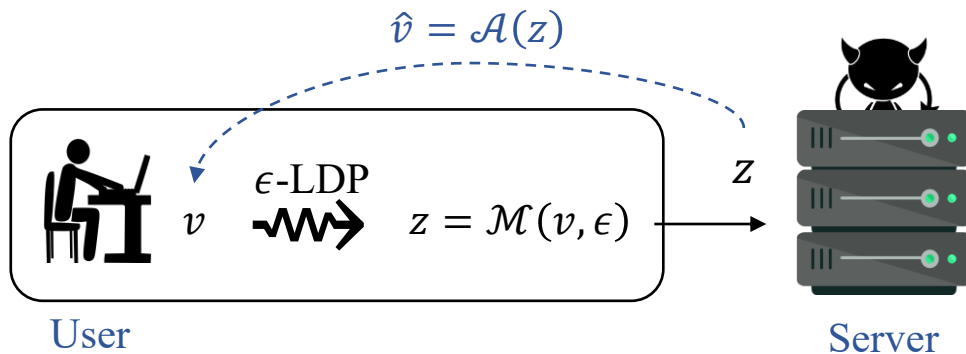 v̂ = 𝒜(z)
ϵ-LDP
z
v
z = ℳ(v, ϵ)
User
Server